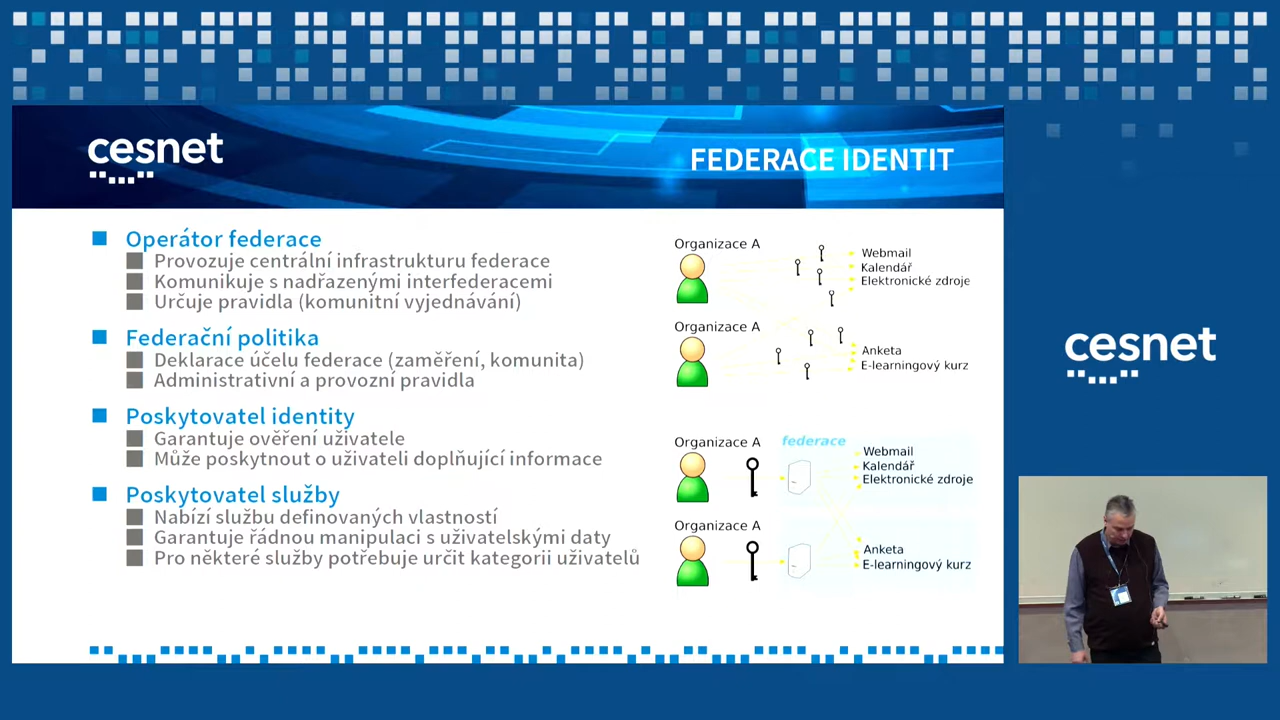 cesnet
FEDERACE IDENTIT
Operátor federace
Provozuje centrální infrastrukturu federace
Komunikuje s nadřazenými interfederacemi
Určuje pravidla (komunitní vyjednávání)
Federační politika
Deklarace účelu federace (zaměření, komunita)
Administrativní a provozní pravidla
Poskytovatel identity
Garantuje ověření uživatele
Může poskytnout o uživateli doplňující informace
Poskytovatel služby
Nabízí službu definovaných vlastností
Garantuje řádnou manipulaci s uživatelskými daty
Pro některé služby potřebuje určit kategorii uživatelů
Organizace A
Webmail
Kalendář
Elektronické zdroje
Organizace A
Anketa
E-learningový kurz
Organizace A
federace
Webmail
Kalendář
Elektronické zdroje
Organizace A
Anketa
E-learningový kurz
cesnet